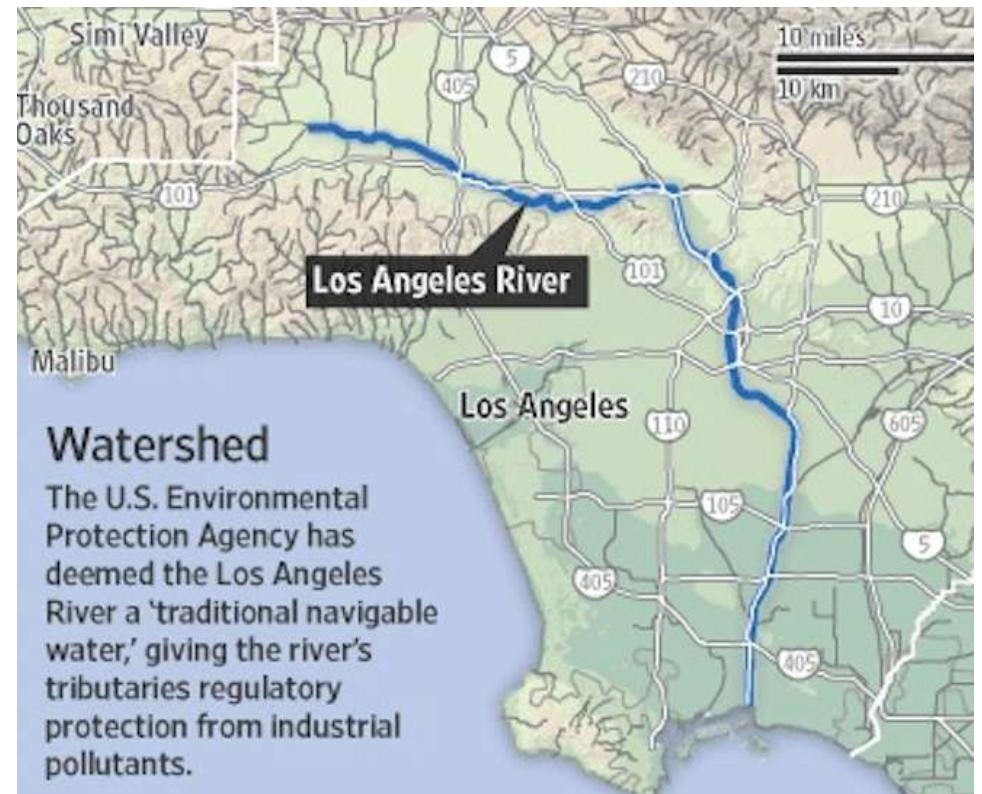 Simi Valley
5
10 miles
405
210
10 km
Thousand
Oaks
101
210
Los Angeles River
101
10
Malibu
Los Angeles
110
605
Watershed
The U.S. Environmental
Protection Agency has
deemed the Los Angeles
River a ‘traditional navigable
water,’ giving the river’s
tributaries regulatory
protection from industrial
pollutants.
105
5
405
405